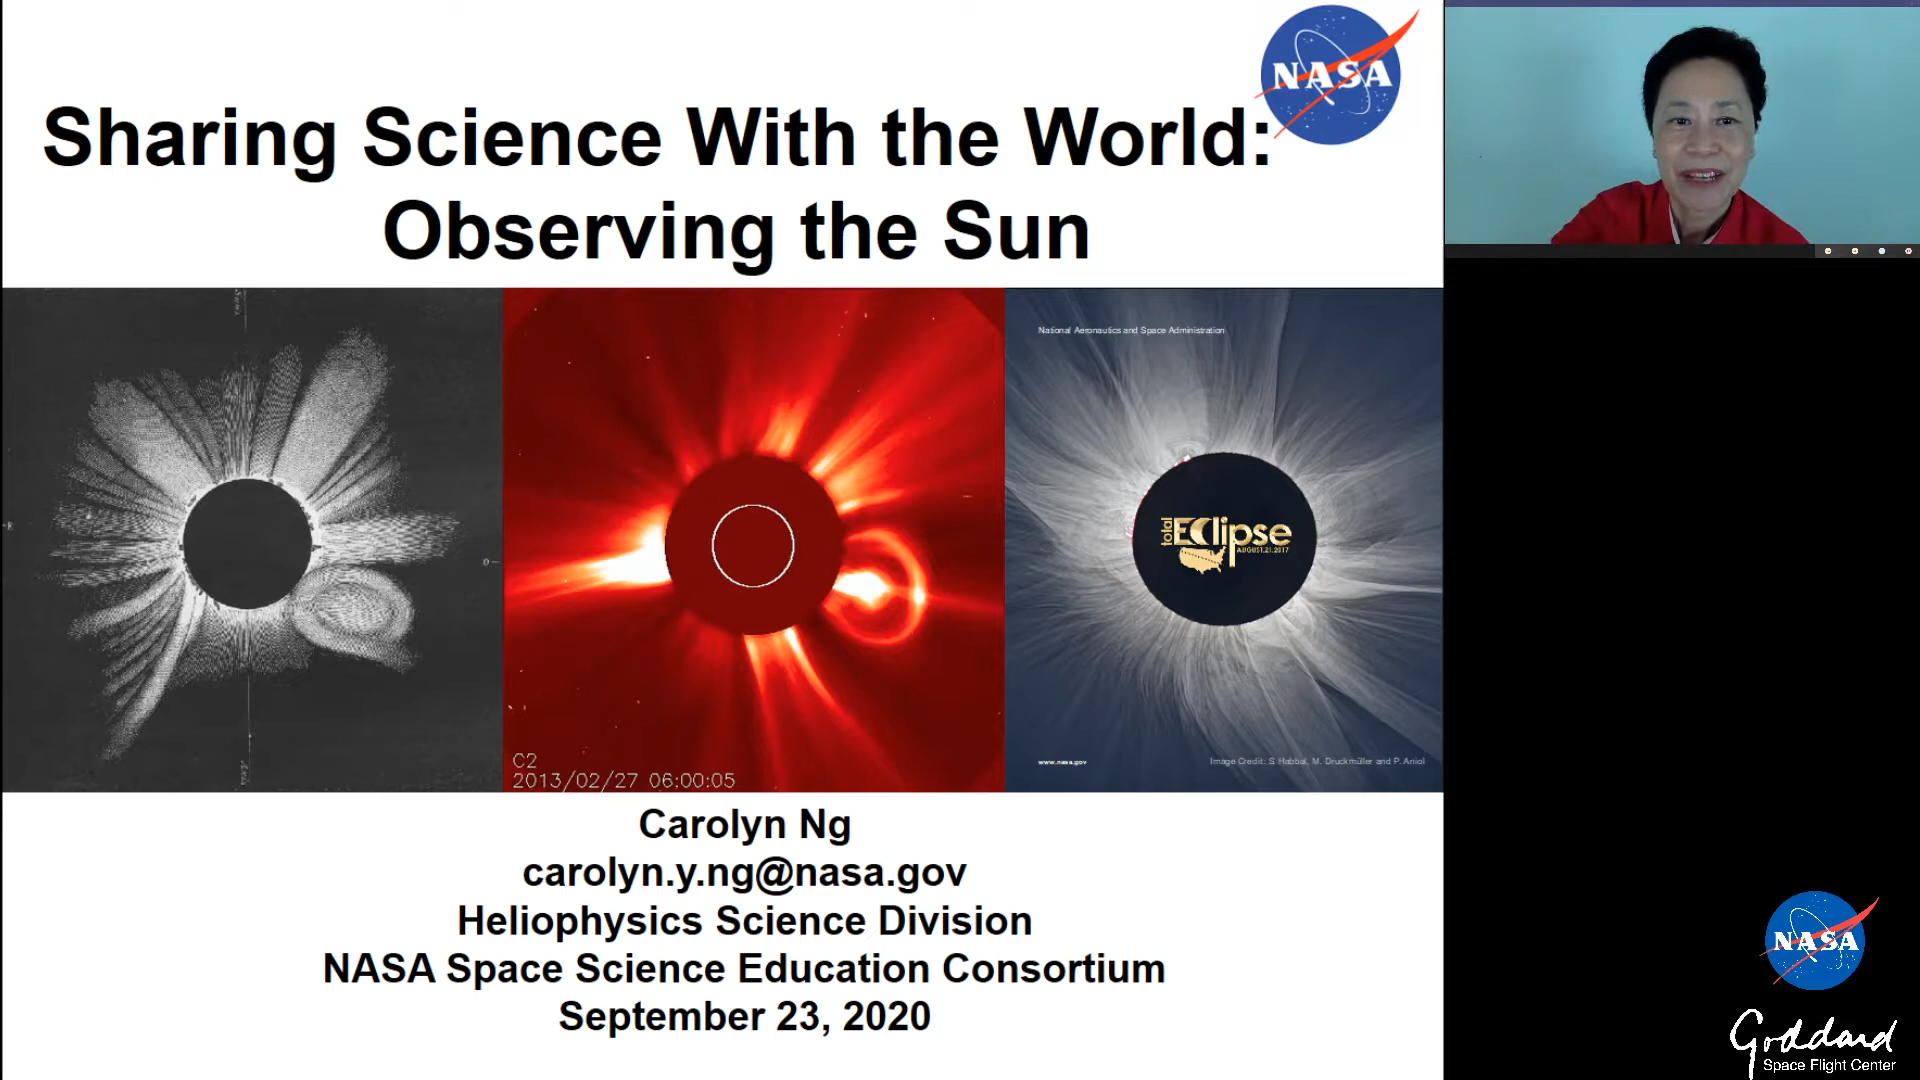 NASA
Sharing Science With the World:
Observing the Sun
National Aeronautics and Space Administration
total
EClipse
AUGUST.21.2017
C2
2013/02/27 06:00:05
www.nasa.gov
Image Credit: S. Habbal, M. Druckmüller and P. Aniol
Carolyn Ng
carolyn.y.ng@nasa.gov
Heliophysics Science Division
NASA Space Science Education Consortium
September 23, 2020
NASA
Goddard
Space Flight Center